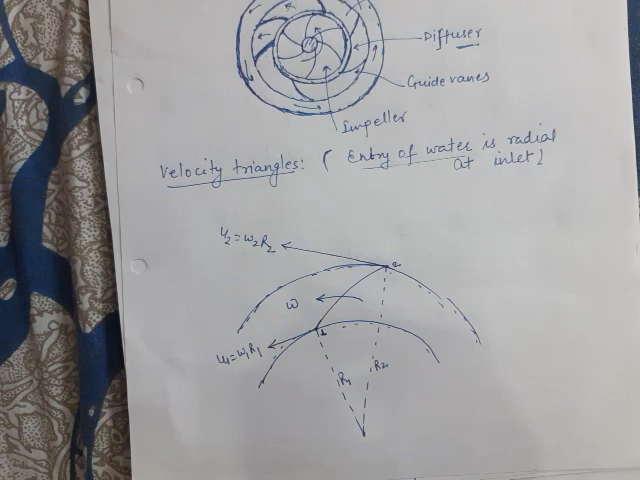 Diffuser
Guide vanes
Impeller
Velocity triangles: ( Entry of water is radial
at inlet)
u₂=ω₂R₂
2
ω
1
u₁=ω₁R₁
R₁
R₂